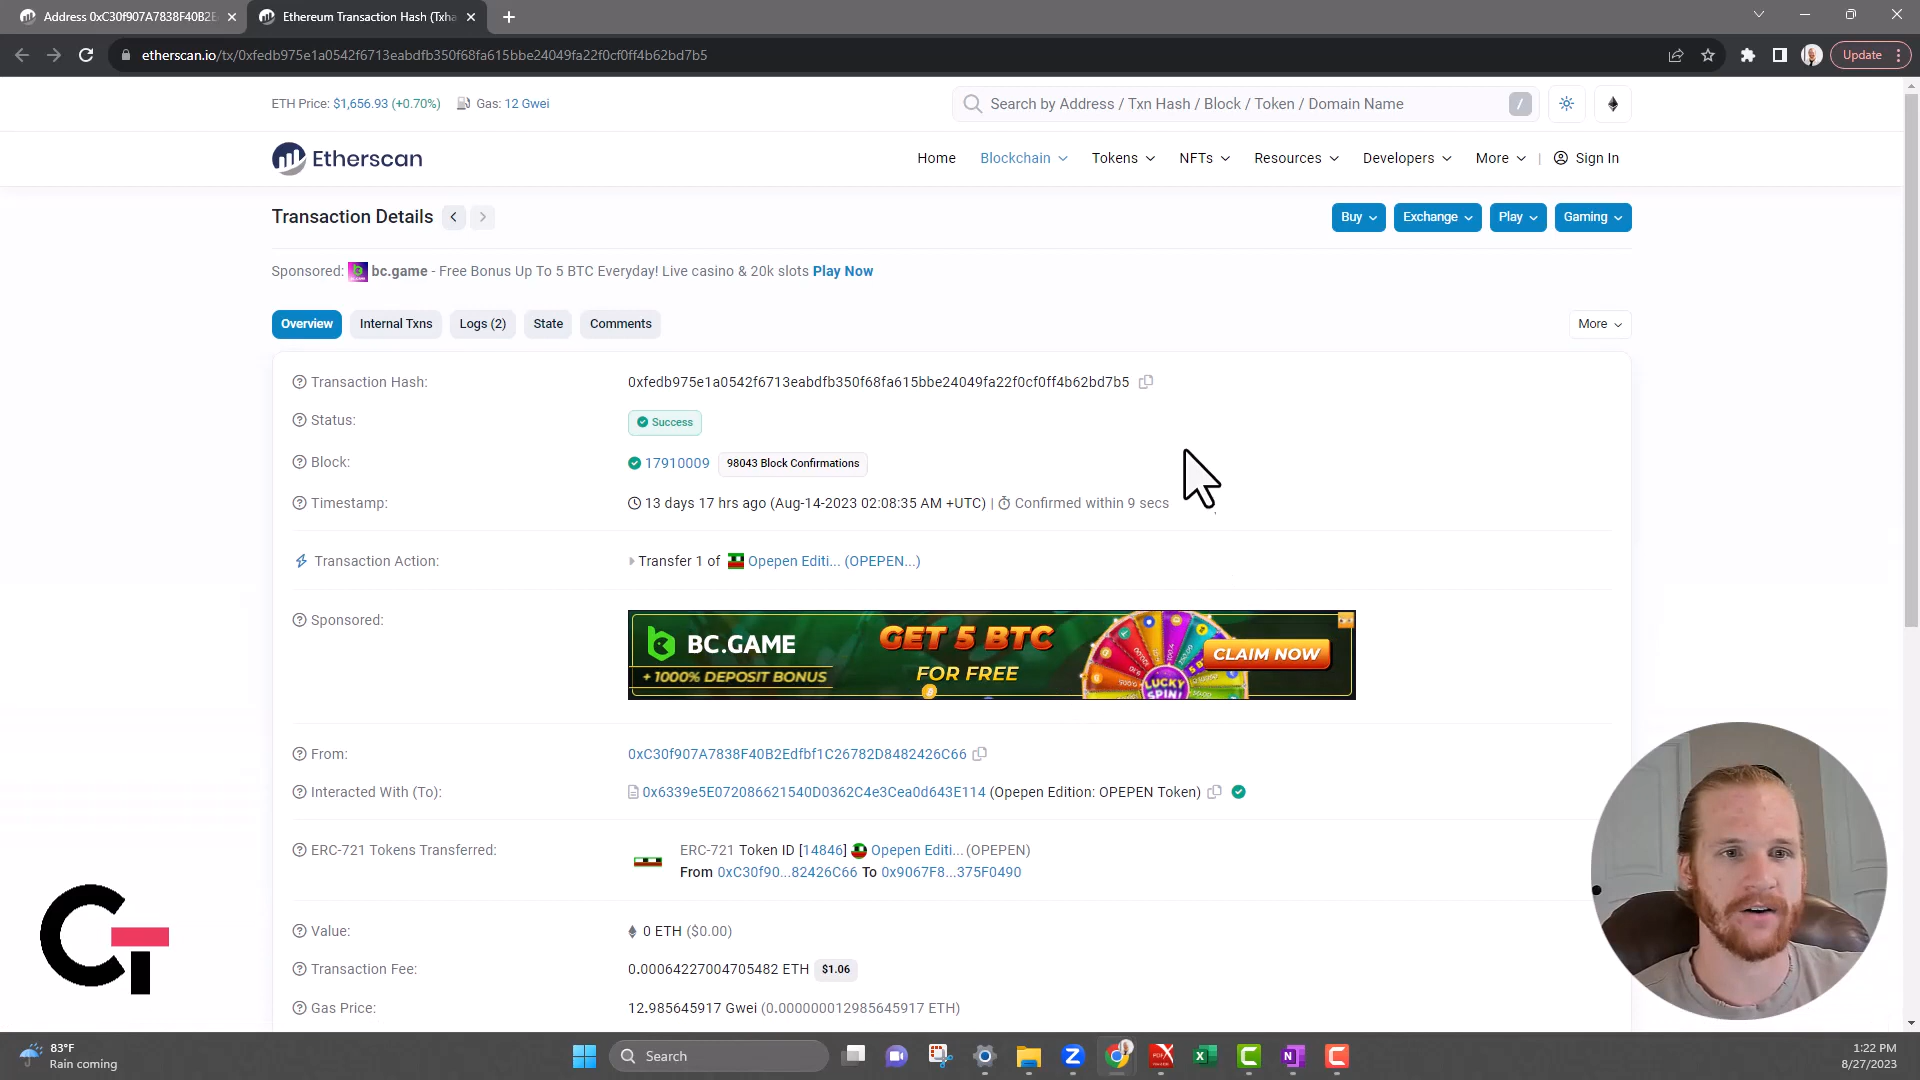 Address 0xC30f907A7838F40B2E
Ethereum Transaction Hash (Txha
etherscan.io/tx/0xfedb975e1a0542f6713eabdfb350f68fa615bbe24049fa22f0cf0ff4b62bd7b5
Update
ETH Price: $1,656.93 (+0.70%) Gas: 12 Gwei
Search by Address / Txn Hash / Block / Token / Domain Name /
Etherscan
Home Blockchain Tokens NFTs Resources Developers More | Sign In
Transaction Details
Buy Exchange Play Gaming
Sponsored: bc.game - Free Bonus Up To 5 BTC Everyday! Live casino & 20k slots Play Now
Overview Internal Txns Logs (2) State Comments More
Transaction Hash: 0xfedb975e1a0542f6713eabdfb350f68fa615bbe24049fa22f0cf0ff4b62bd7b5
Status: Success
Block: 17910009 98043 Block Confirmations
Timestamp: 13 days 17 hrs ago (Aug-14-2023 02:08:35 AM +UTC) | Confirmed within 9 secs
Transaction Action: Transfer 1 of Opepen Editi... (OPEPEN...)
Sponsored:
BC.GAME
+ 1000% DEPOSIT BONUS
GET 5 BTC
FOR FREE
LUCKY
SPIN!
CLAIM NOW
From: 0xC30f907A7838F40B2Edfbf1C26782D8482426C66
Interacted With (To): 0x6339e5E072086621540D0362C4e3Cea0d643E114 (Opepen Edition: OPEPEN Token)
ERC-721 Tokens Transferred: ERC-721 Token ID [14846] Opepen Editi... (OPEPEN)
From 0xC30f90...82426C66 To 0x9067F8...375F0490
Value: 0 ETH ($0.00)
Transaction Fee: 0.00064227004705482 ETH $1.06
Gas Price: 12.985645917 Gwei (0.000000012985645917 ETH)
CT
83°F
Rain coming
Search
1:22 PM
8/27/2023